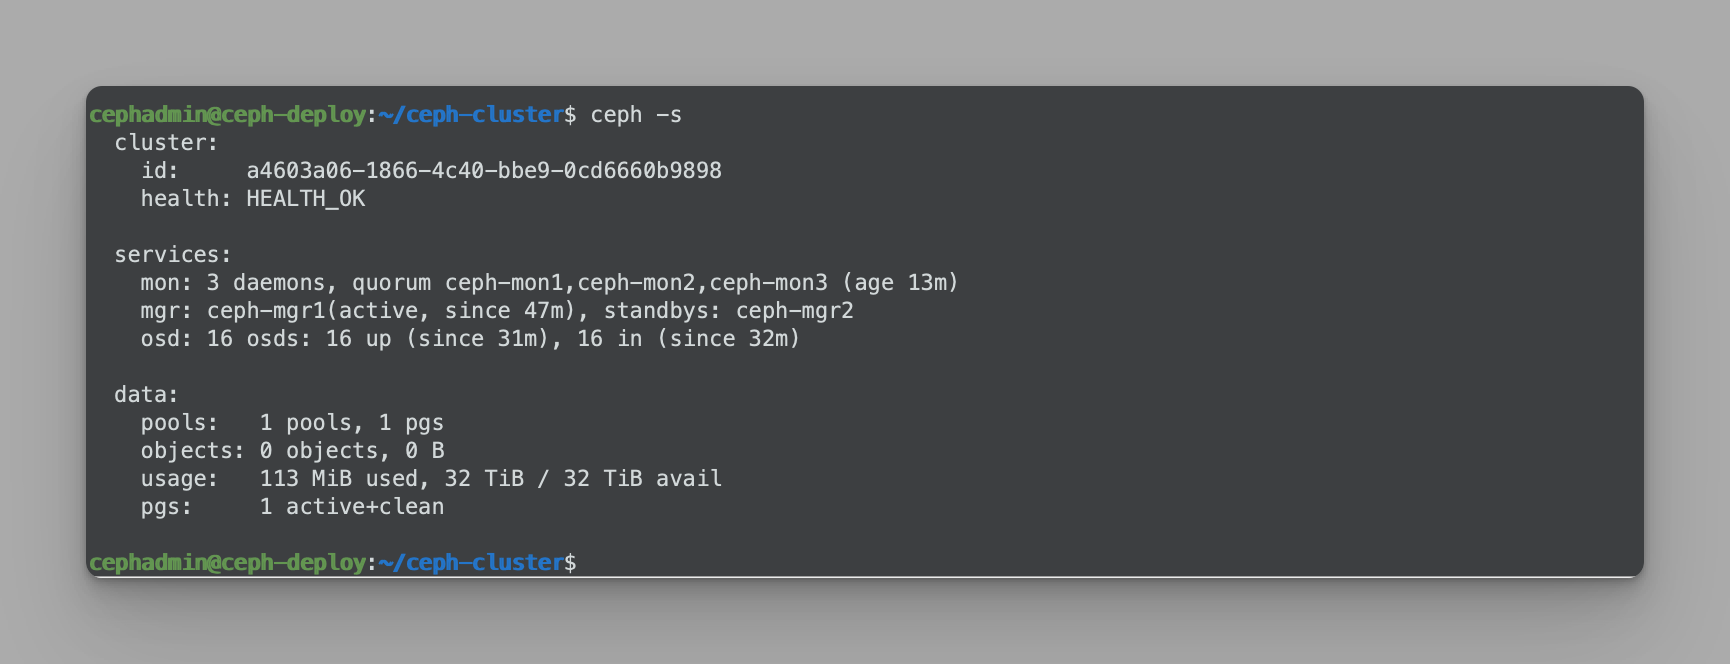 cephadmin@ceph-deploy:~/ceph-cluster$ ceph -s
  cluster:
    id:     a4603a06-1866-4c40-bbe9-0cd6660b9898
    health: HEALTH_OK

  services:
    mon: 3 daemons, quorum ceph-mon1,ceph-mon2,ceph-mon3 (age 13m)
    mgr: ceph-mgr1(active, since 47m), standbys: ceph-mgr2
    osd: 16 osds: 16 up (since 31m), 16 in (since 32m)

  data:
    pools:   1 pools, 1 pgs
    objects: 0 objects, 0 B
    usage:   113 MiB used, 32 TiB / 32 TiB avail
    pgs:     1 active+clean

cephadmin@ceph-deploy:~/ceph-cluster$